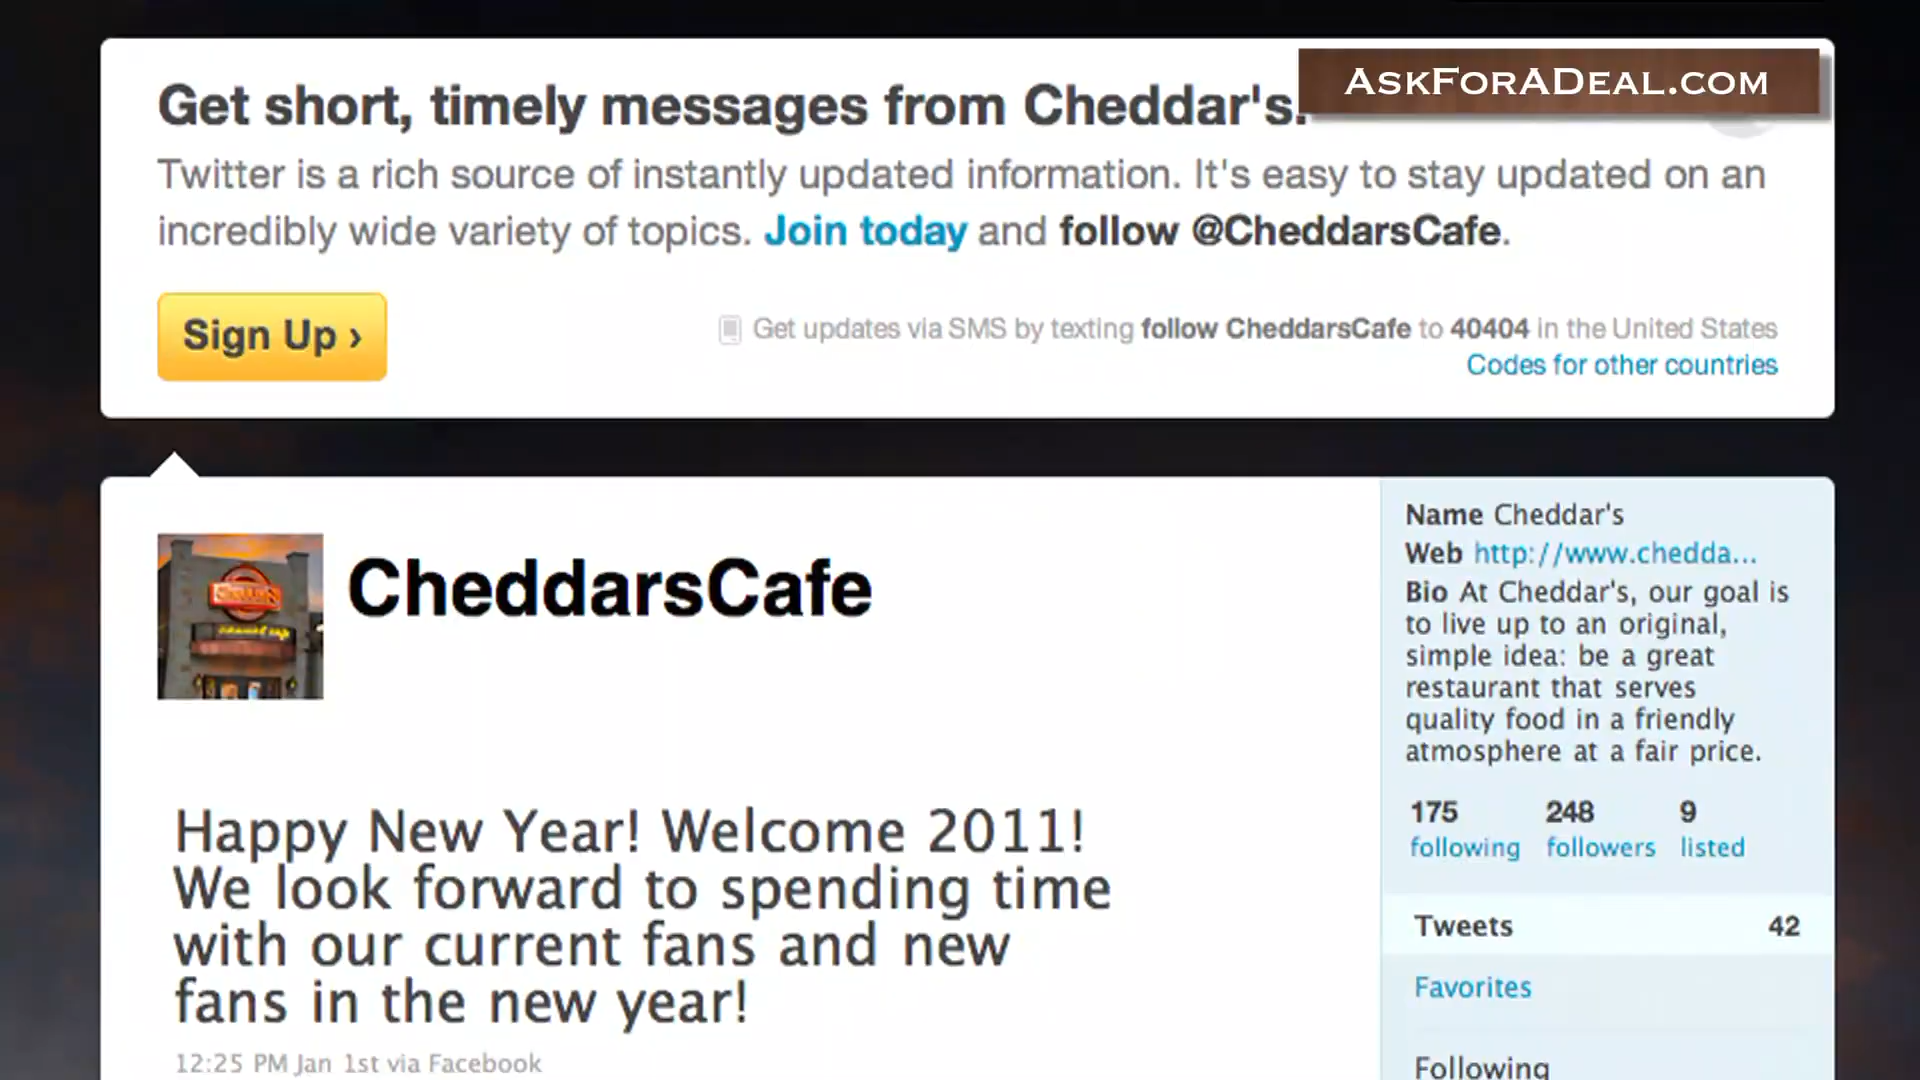 AskForADeal.com
Get short, timely messages from Cheddar's.
Twitter is a rich source of instantly updated information. It's easy to stay updated on an
incredibly wide variety of topics. Join today and follow @CheddarsCafe.
Sign Up ›
Get updates via SMS by texting follow CheddarsCafe to 40404 in the United States
Codes for other countries
CheddarsCafe
Happy New Year! Welcome 2011!
We look forward to spending time
with our current fans and new
fans in the new year!
12:25 PM Jan 1st via Facebook
Name Cheddar's
Web http://www.chedda...
Bio At Cheddar's, our goal is
to live up to an original,
simple idea: be a great
restaurant that serves
quality food in a friendly
atmosphere at a fair price.
175 248 9
following followers listed
Tweets 42
Favorites
Following